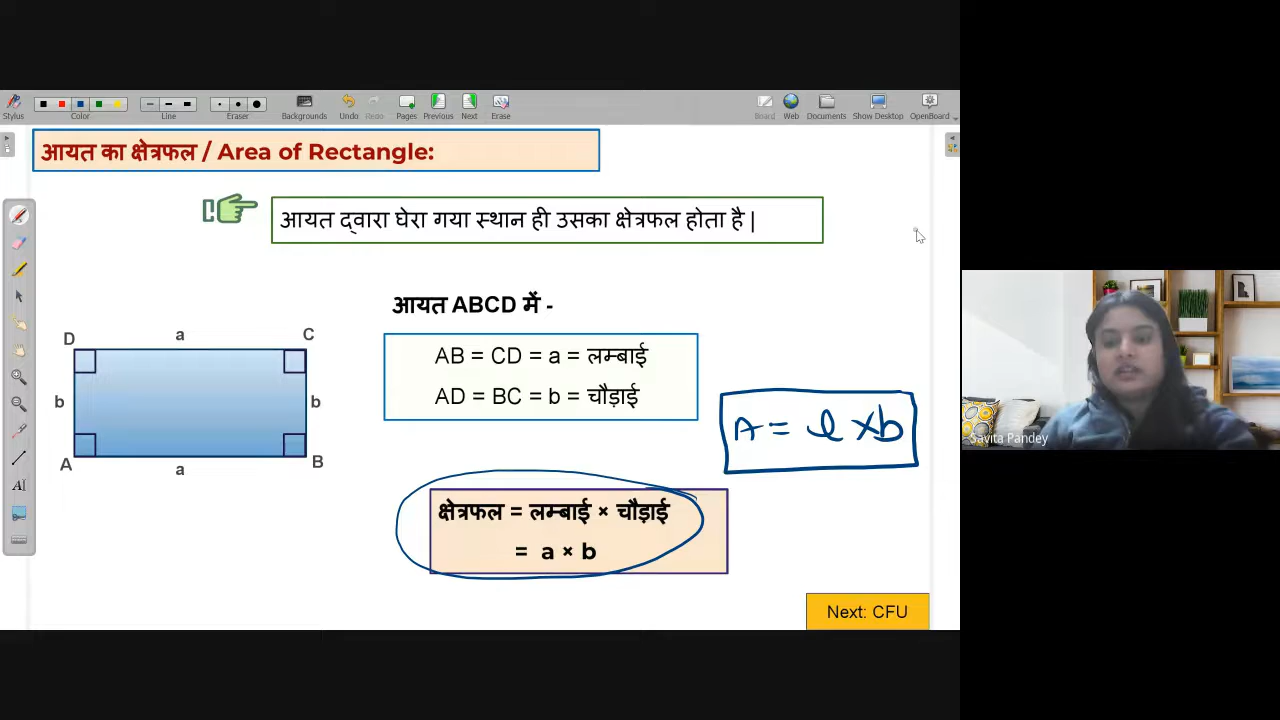 Stylus
Color
Line
Eraser
Backgrounds
Undo
Redo
Pages
Previous
Next
Erase
Board
Web
Documents
Show Desktop
OpenBoard
आयत का क्षेत्रफल / Area of Rectangle:
आयत द्वारा घेरा गया स्थान ही उसका क्षेत्रफल होता है |
आयत ABCD में -
D a C
b b
A a B
AB = CD = a = लम्बाई
AD = BC = b = चौड़ाई
A = l × b
क्षेत्रफल = लम्बाई × चौड़ाई
= a × b
Next: CFU
Savita Pandey